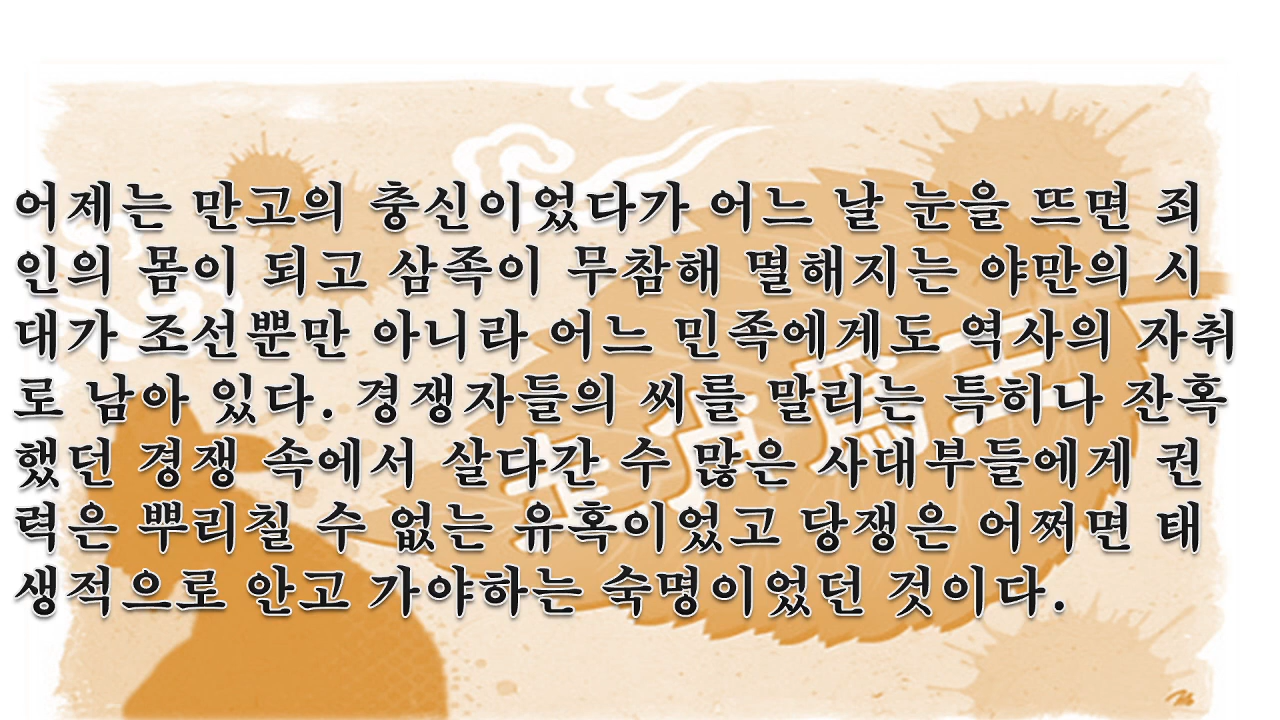 어제는 만고의 충신이었다가 어느 날 눈을 뜨면 죄
인의 몸이 되고 삼족이 무참해 멸해지는 야만의 시
대가 조선뿐만 아니라 어느 민족에게도 역사의 자취
로 남아 있다. 경쟁자들의 씨를 말리는 특히나 잔혹
했던 경쟁 속에서 살다간 수 많은 사대부들에게 권
력은 뿌리칠 수 없는 유혹이었고 당쟁은 어쩌면 태
생적으로 안고 가야하는 숙명이었던 것이다.